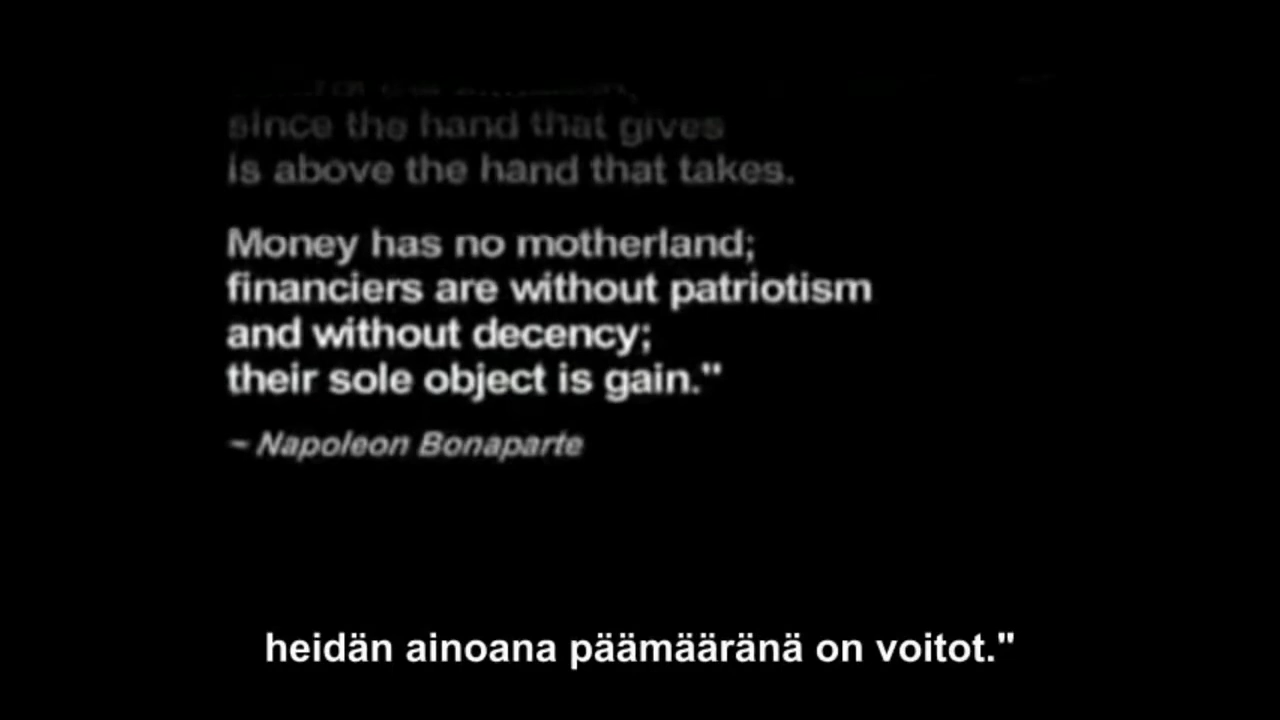 since the hand that gives
is above the hand that takes.
Money has no motherland;
financiers are without patriotism
and without decency;
their sole object is gain."
~ Napoleon Bonaparte
heidän ainoana päämääränä on voitot."